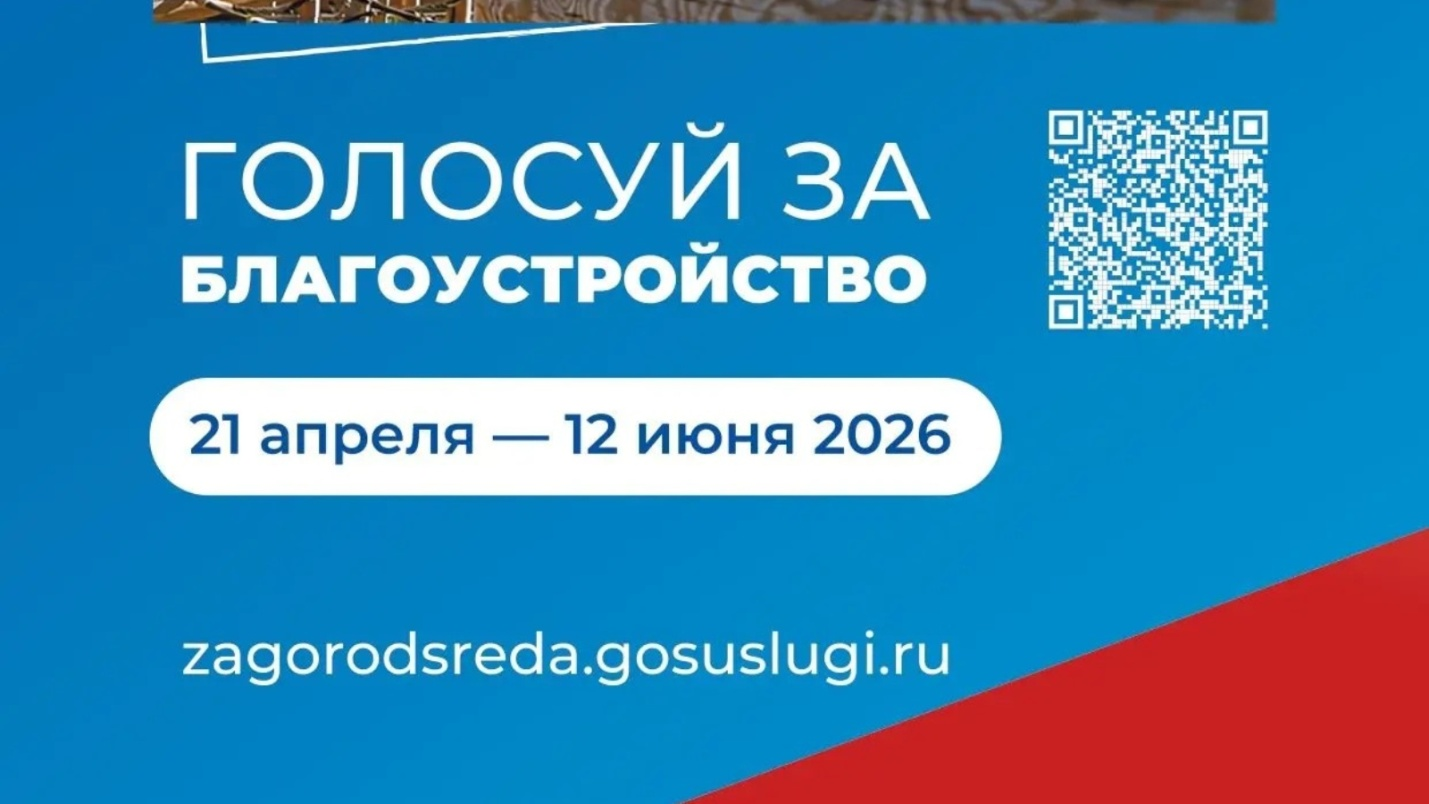 ГОЛОСУЙ ЗА
БЛАГОУСТРОЙСТВО
21 апреля — 12 июня 2026
zagorodsreda.gosuslugi.ru